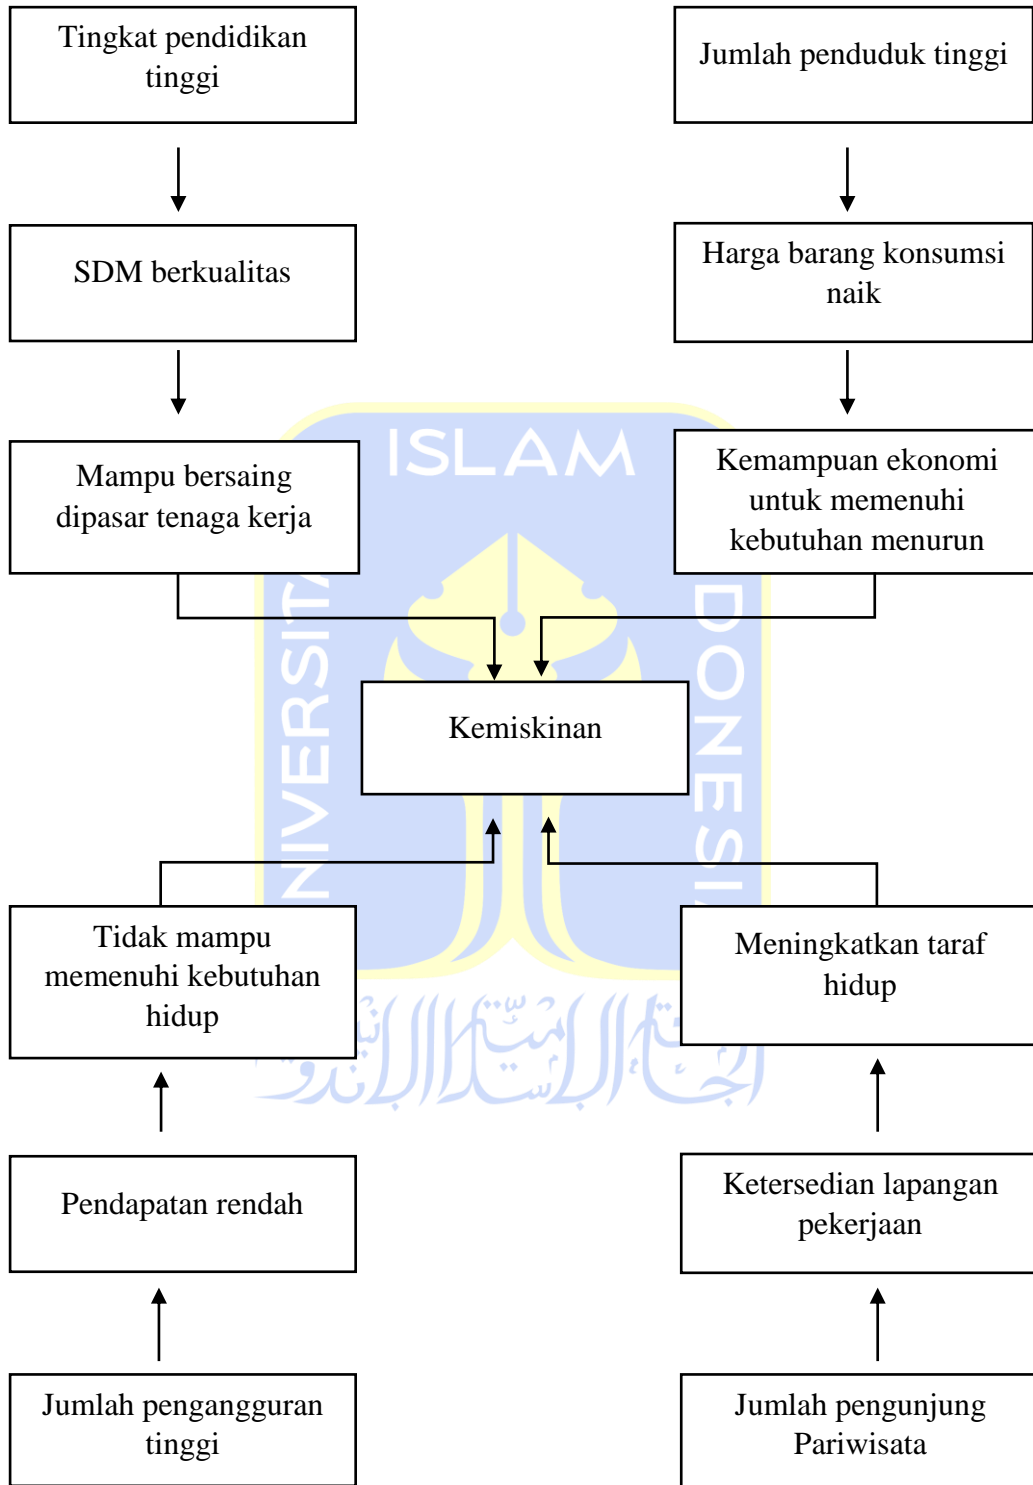 Tingkat pendidikan
tinggi
Jumlah penduduk tinggi
SDM berkualitas
Harga barang konsumsi
naik
ISLAM
Mampu bersaing
dipasar tenaga kerja
Kemampuan ekonomi
untuk memenuhi
kebutuhan menurun
Kemiskinan
Tidak mampu
memenuhi kebutuhan
hidup
Meningkatkan taraf
hidup
Pendapatan rendah
Ketersedian lapangan
pekerjaan
Jumlah pengangguran
tinggi
Jumlah pengunjung
Pariwisata